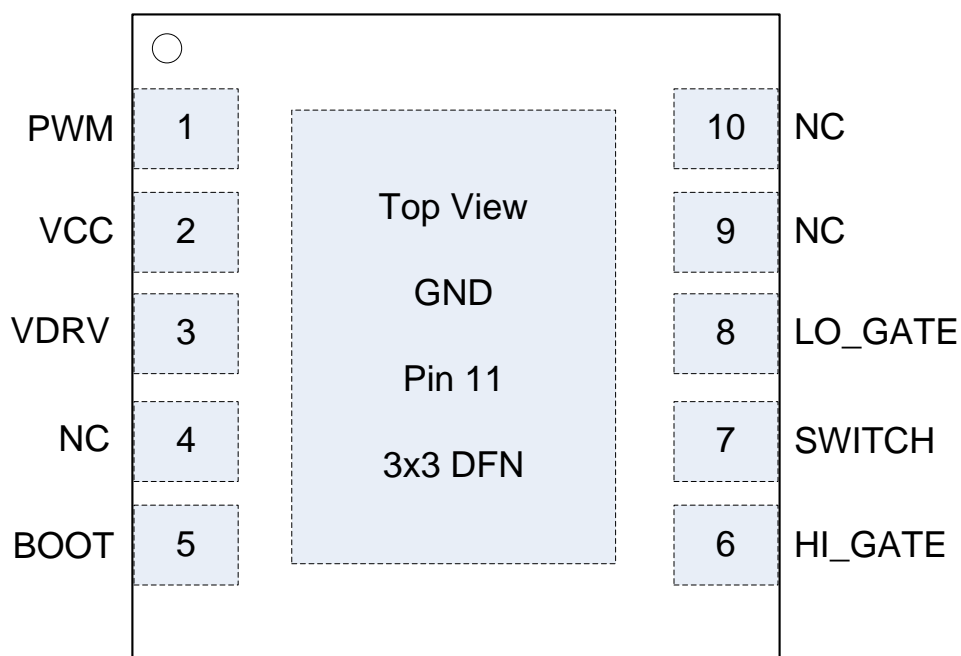 PWM 1 10 NC
Top View
VCC 2 9 NC
GND
VDRV 3 8 LO_GATE
Pin 11
NC 4 7 SWITCH
3x3 DFN
BOOT 5 6 HI_GATE